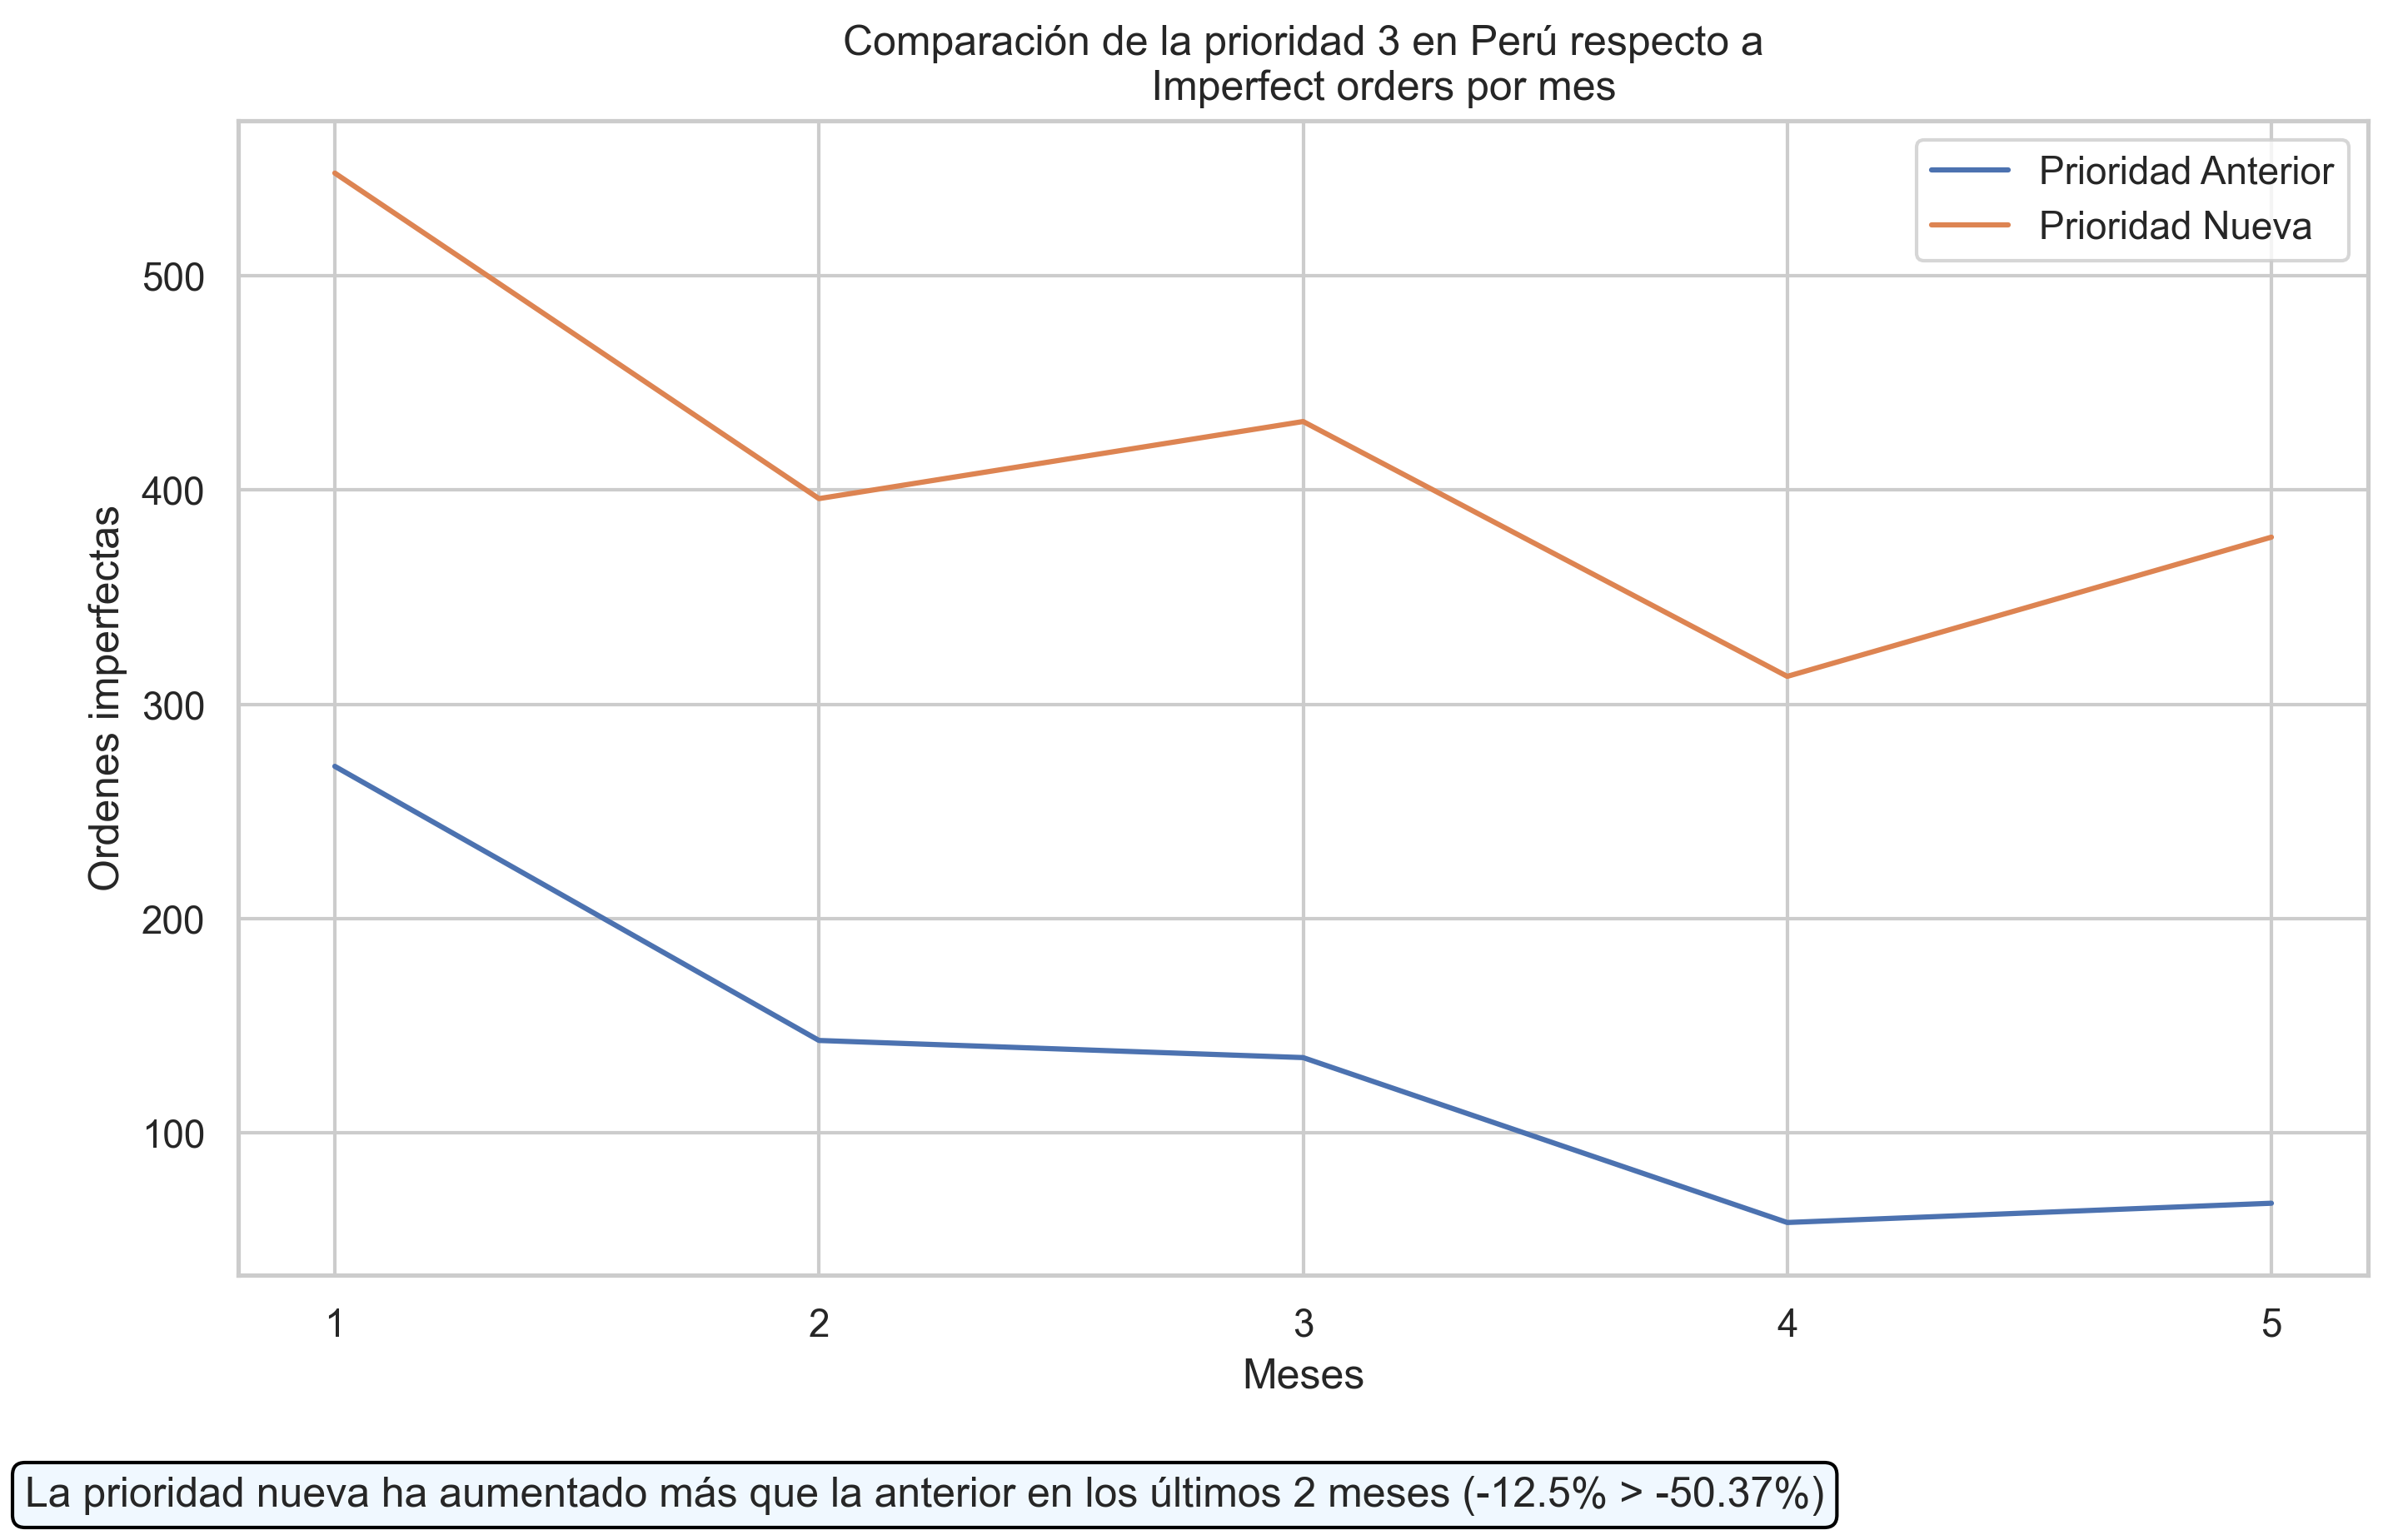 Comparación de la prioridad 3 en Perú respecto a
Imperfect orders por mes
Prioridad Anterior
Prioridad Nueva
500
400
300
200
100
Ordenes imperfectas
1 2 3 4 5
Meses
La prioridad nueva ha aumentado más que la anterior en los últimos 2 meses (-12.5% > -50.37%)